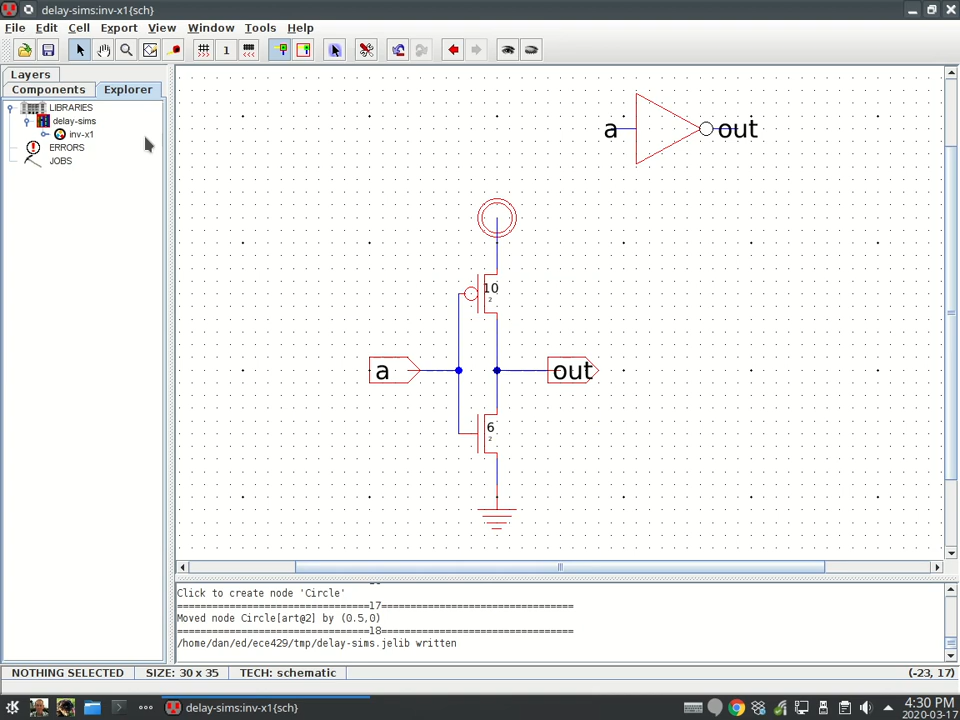 delay-sims:inv-x1{sch}
File Edit Cell Export View Window Tools Help
1
Layers
Components Explorer
LIBRARIES
delay-sims
inv-x1
ERRORS
JOBS
a out
10
2
a out
6
2
Click to create node 'Circle'
================================17================================
Moved node Circle[art@2] by (0.5,0)
================================18================================
/home/dan/ed/ece429/tmp/delay-sims.jelib written
NOTHING SELECTED SIZE: 30 x 35 TECH: schematic (-23, 17)
delay-sims:inv-x1{sch} 4:30 PM
2020-03-17